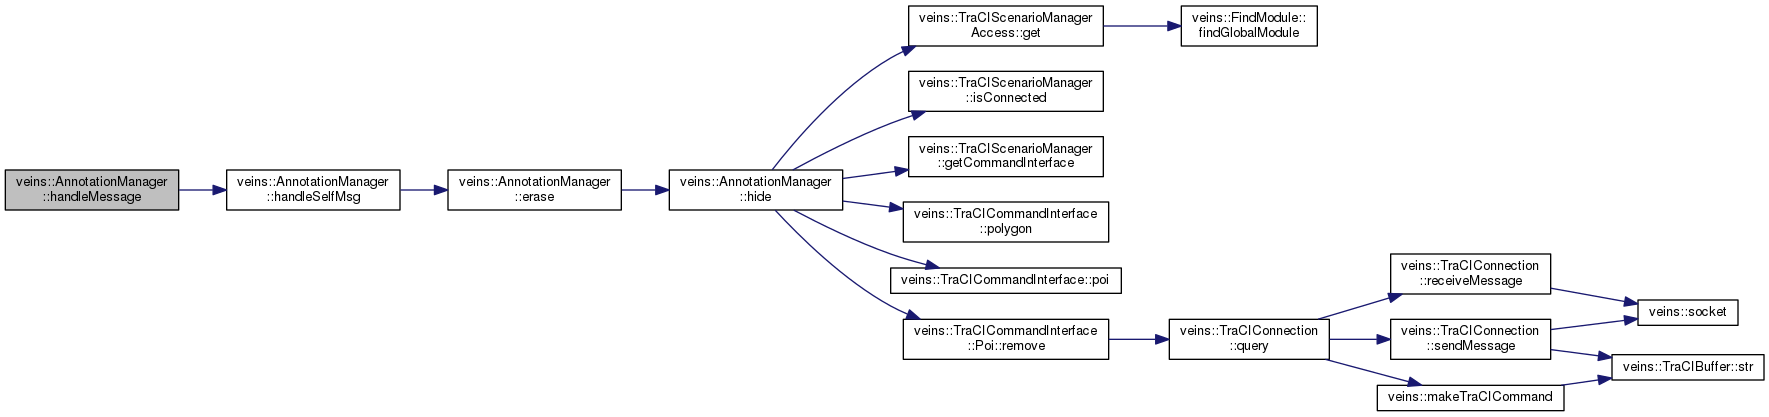 veins::AnnotationManager
::handleMessage
veins::AnnotationManager
::handleSelfMsg
veins::AnnotationManager
::erase
veins::AnnotationManager
::hide
veins::TraCIScenarioManager
Access::get
veins::FindModule::
findGlobalModule
veins::TraCIScenarioManager
::isConnected
veins::TraCIScenarioManager
::getCommandInterface
veins::TraCICommandInterface
::polygon
veins::TraCICommandInterface::poi
veins::TraCICommandInterface
::Poi::remove
veins::TraCIConnection
::query
veins::TraCIConnection
::receiveMessage
veins::TraCIConnection
::sendMessage
veins::makeTraCICommand
veins::socket
veins::TraCIBuffer::str